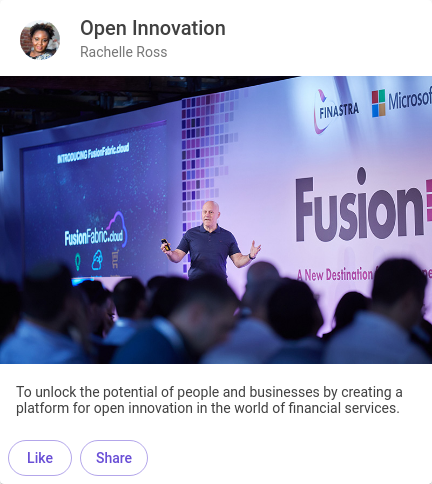 Open Innovation
Rachelle Ross
FINASTRA
Microsof
INTRODUCING FusionFabric.cloud
FusionFabric.cloud
Fusion
A New Destination
To unlock the potential of people and businesses by creating a
platform for open innovation in the world of financial services.
Like
Share